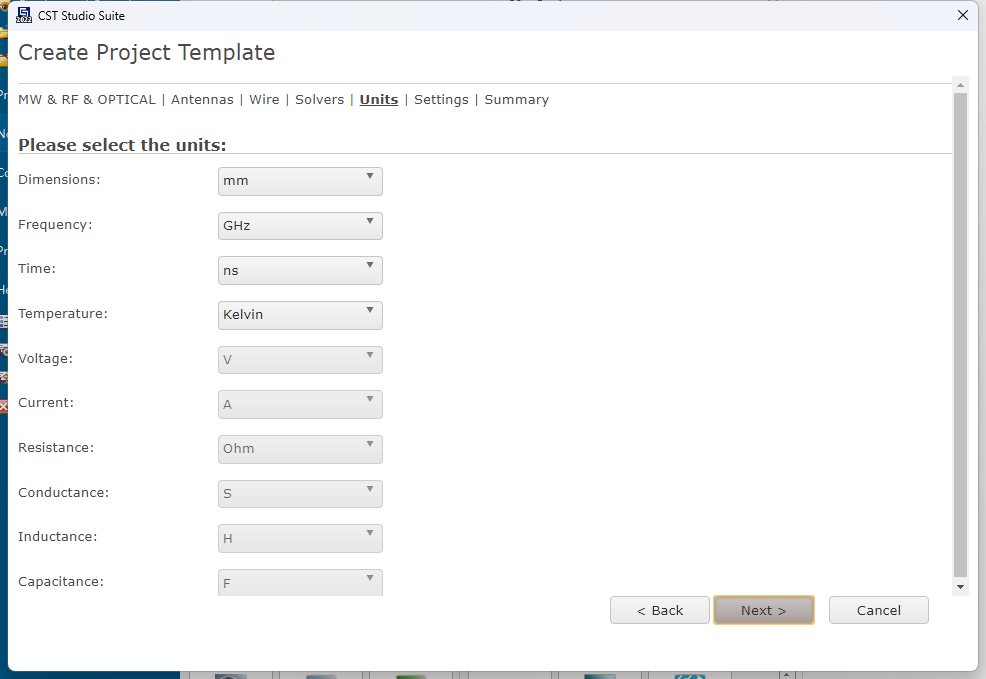 CST Studio Suite
Create Project Template
MW & RF & OPTICAL | Antennas | Wire | Solvers | Units | Settings | Summary
Please select the units:
Dimensions: mm
Frequency: GHz
Time: ns
Temperature: Kelvin
Voltage: V
Current: A
Resistance: Ohm
Conductance: S
Inductance: H
Capacitance: F
< Back Next > Cancel